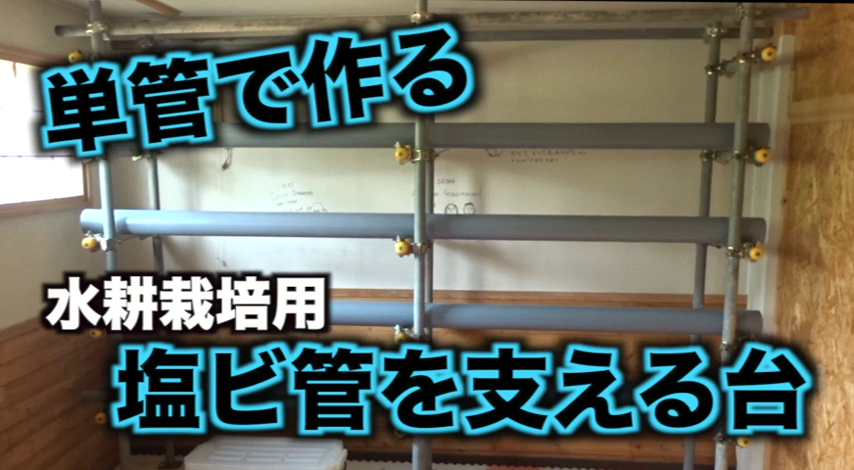 単管で作る
水耕栽培用
塩ビ管を支える台